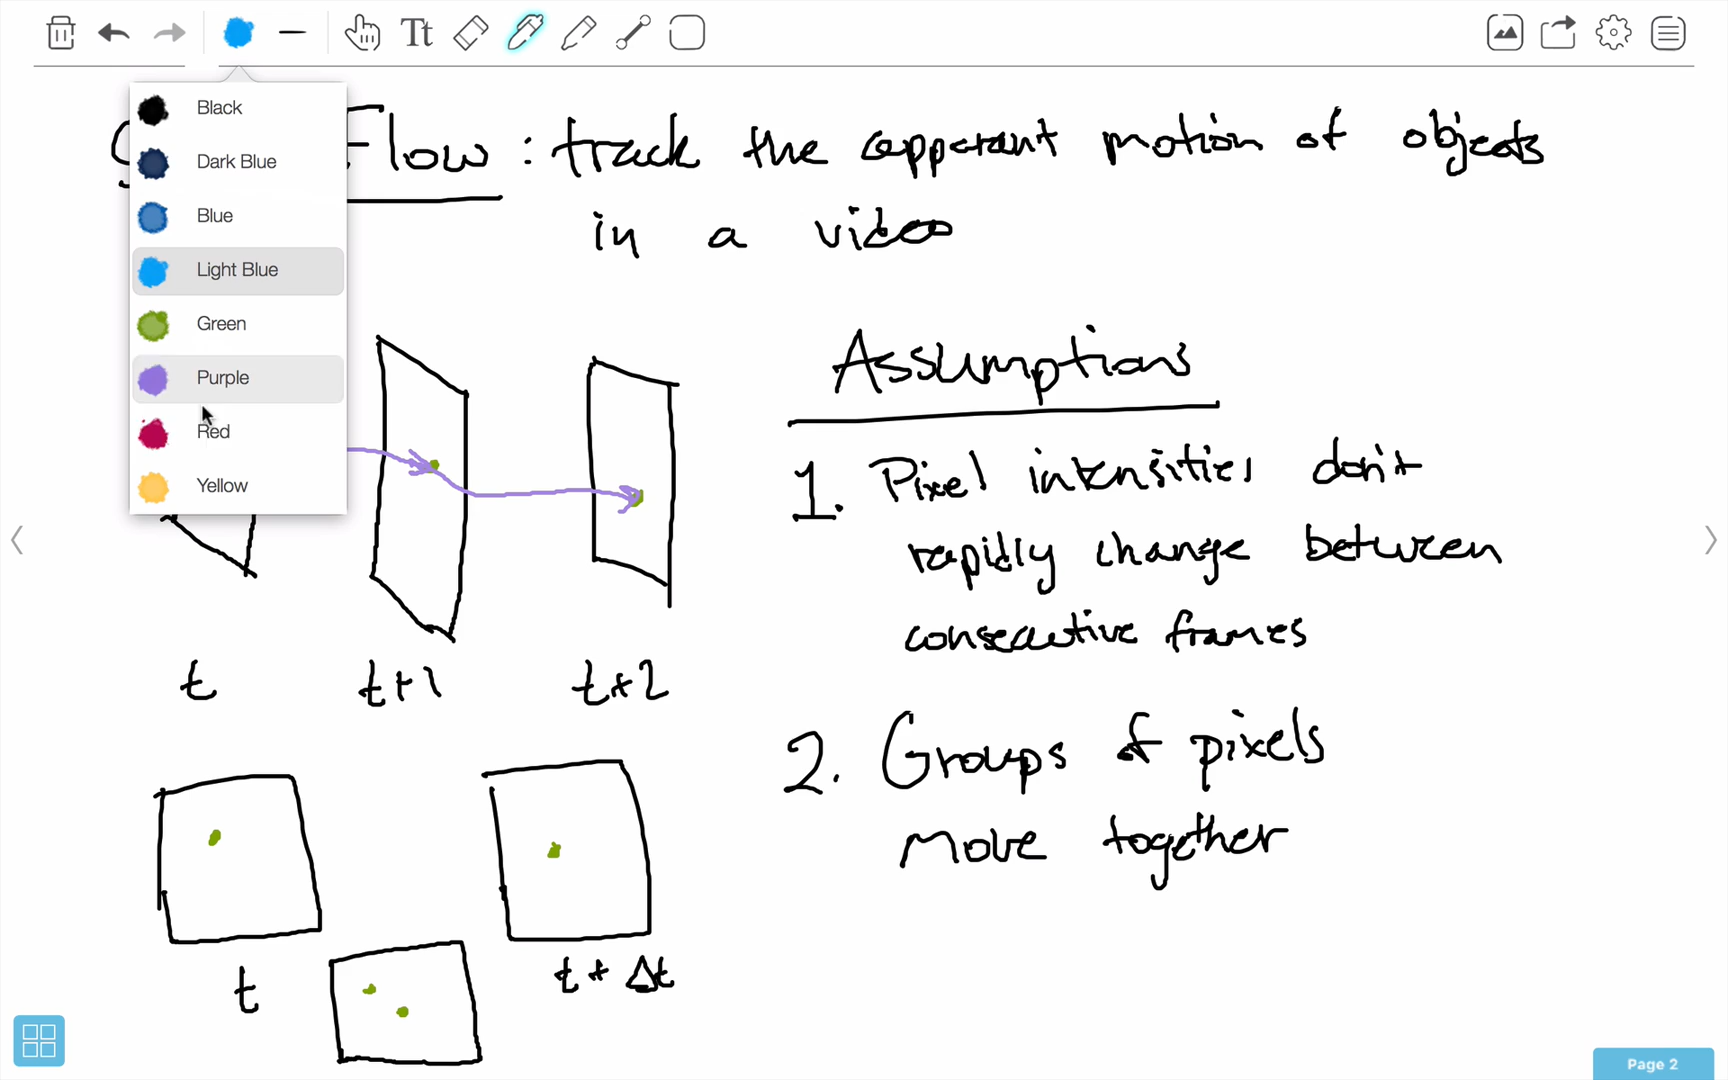 Tt
Black
Dark Blue
Blue
Light Blue
Green
Purple
Red
Yellow
Flow : track the apperant motion of objects
in a video
Assumptions
1. Pixel intensities don't
rapidly change between
consecutive frames
2. Groups of pixels
move together
t t+1 t+2
t t + Δt
Page 2